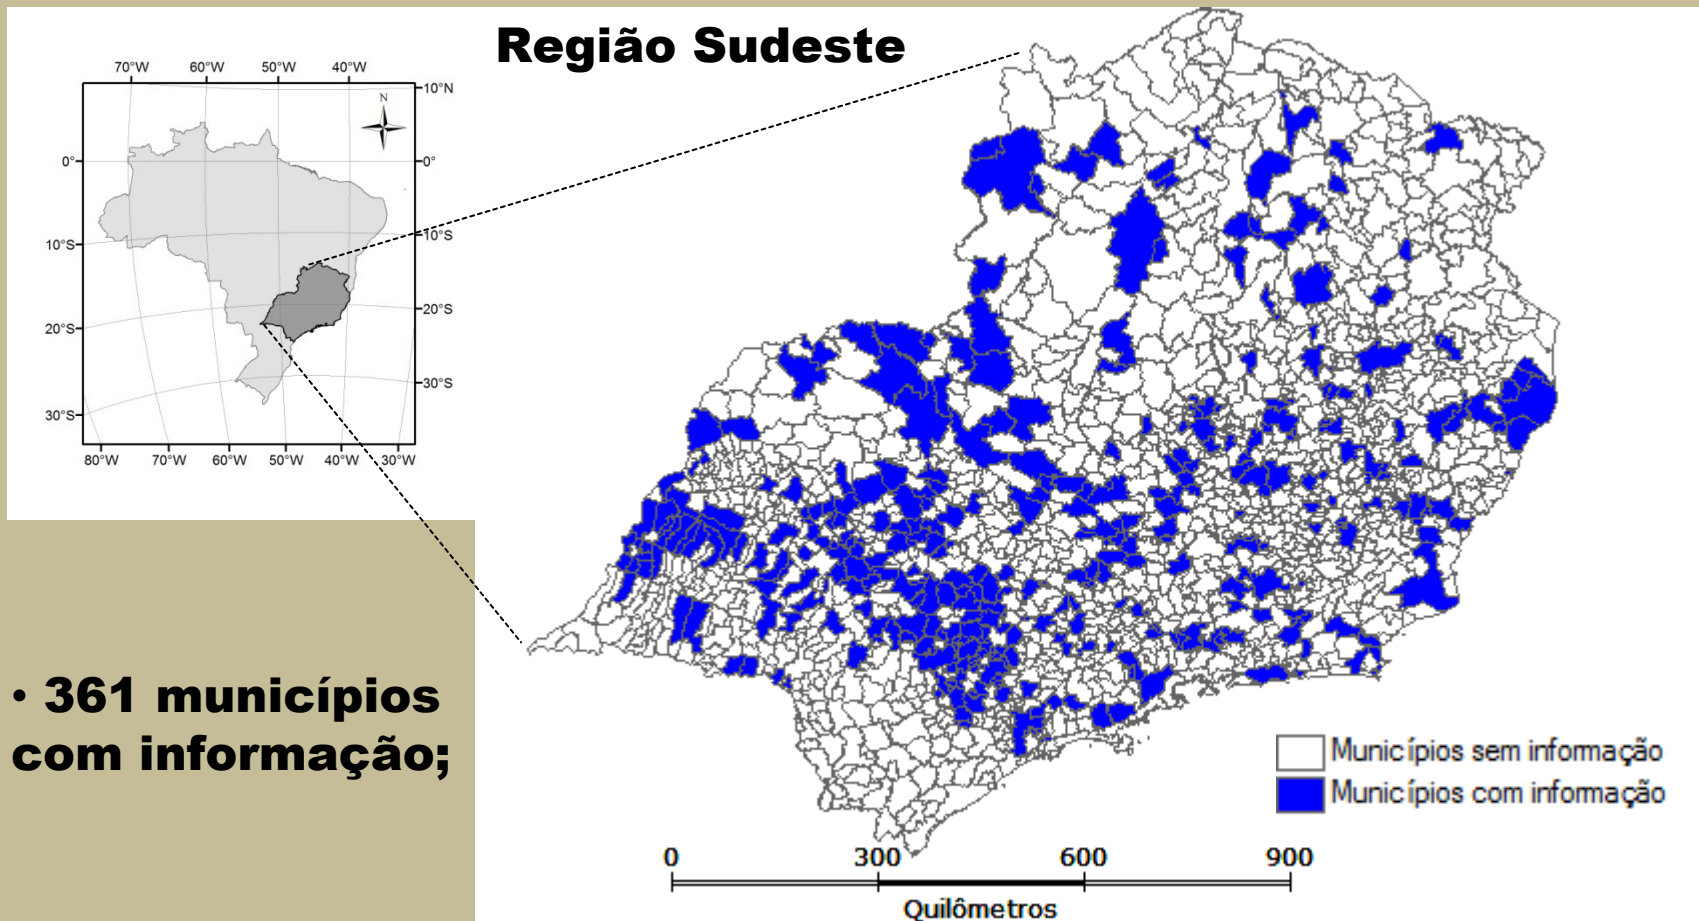 Região Sudeste
70°W 60°W 50°W 40°W
10°N
N
0° 0°
10°S 10°S
20°S 20°S
30°S 30°S
80°W 70°W 60°W 50°W 40°W 30°W
• 361 municípios
com informação;
Municípios sem informação
Municípios com informação
0 300 600 900
Quilômetros